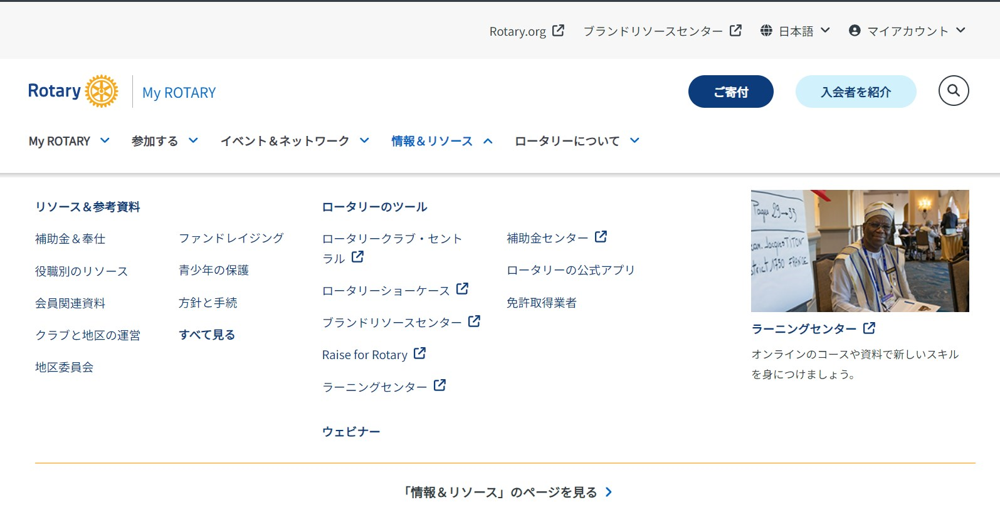 Rotary.org
ブランドリソースセンター
日本語
マイアカウント
Rotary
My ROTARY
ご寄付
入会者を紹介
My ROTARY
参加する
イベント＆ネットワーク
情報＆リソース
ロータリーについて
リソース＆参考資料
補助金＆奉仕
役職別のリソース
会員関連資料
クラブと地区の運営
地区委員会
ファンドレイジング
青少年の保護
方針と手続
すべて見る
ロータリーのツール
ロータリークラブ・セント
ラル
ロータリーショーケース
ブランドリソースセンター
Raise for Rotary
ラーニングセンター
補助金センター
ロータリーの公式アプリ
免許取得業者
ウェビナー
Pages 29→33
Jacques TITON
1750 FRANCE
ラーニングセンター
オンラインのコースや資料で新しいスキル
を身につけましょう。
「情報＆リソース」のページを見る